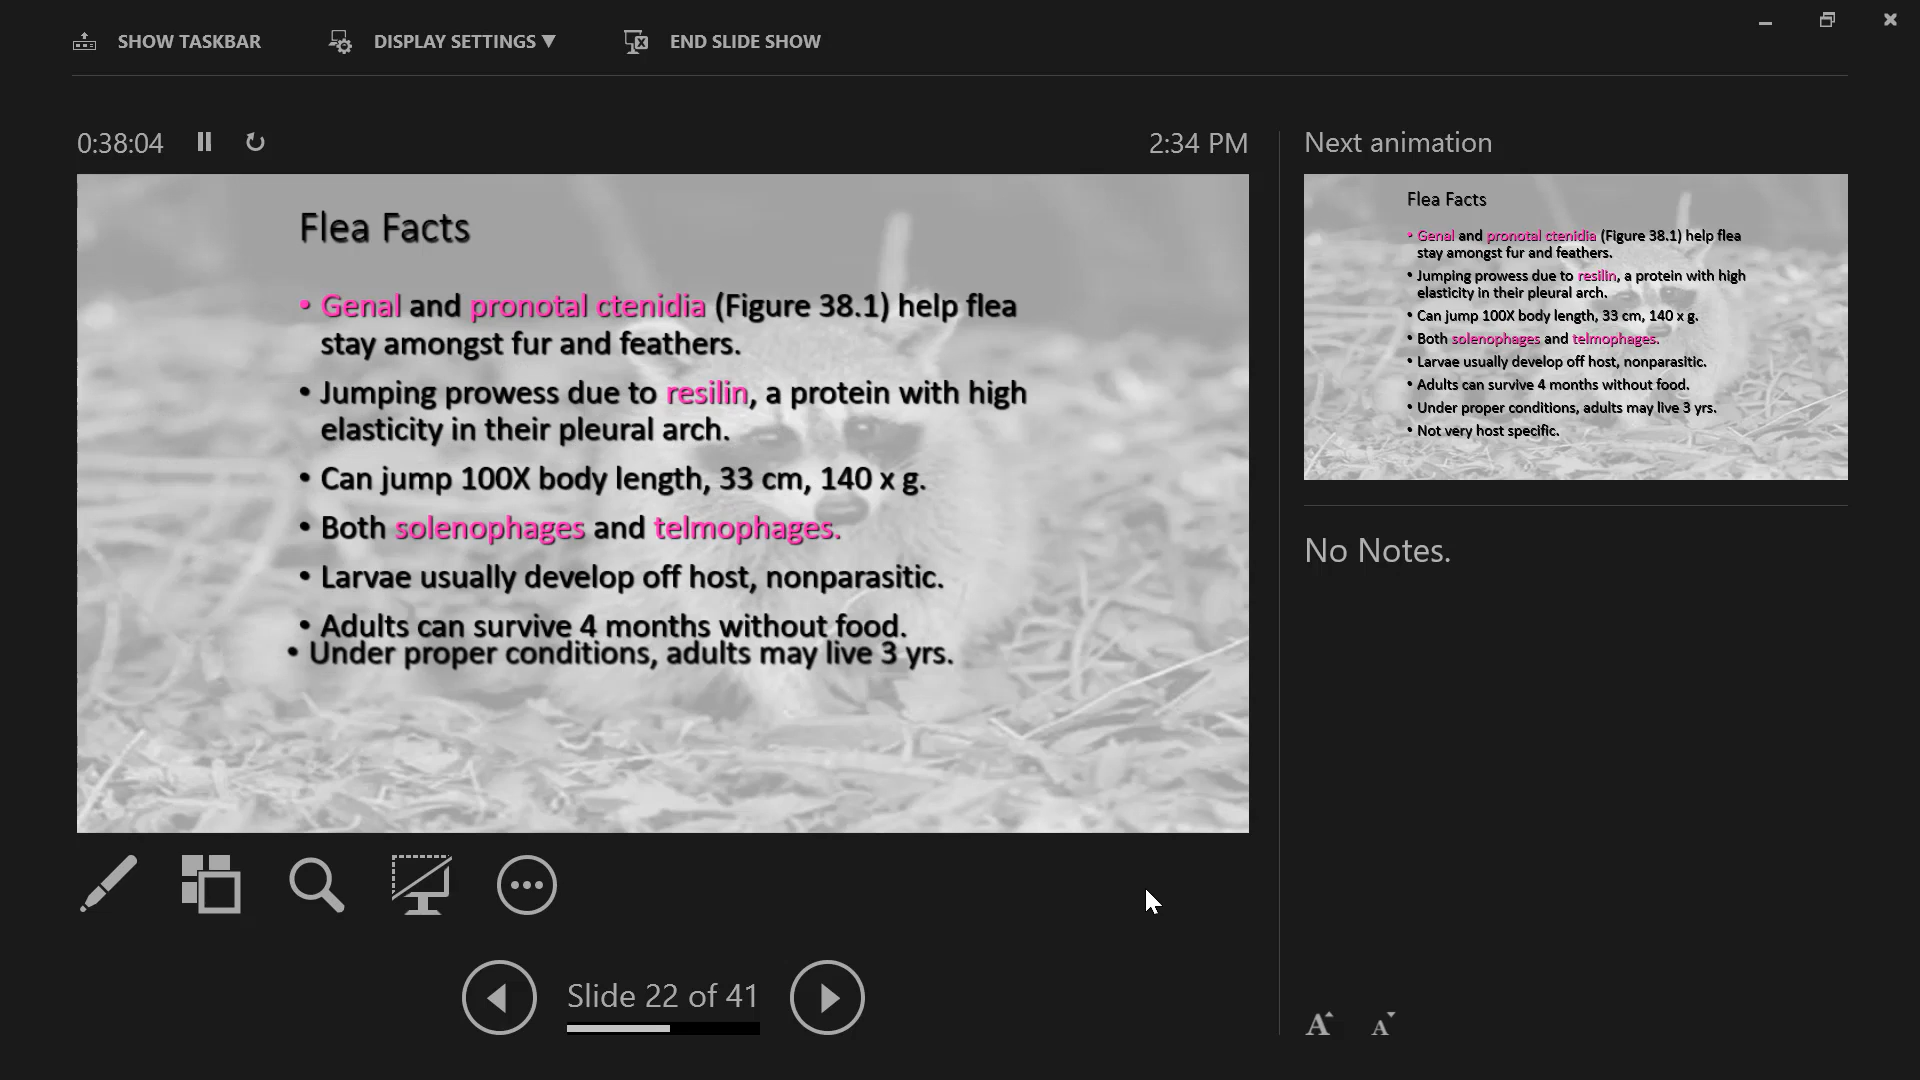 SHOW TASKBAR
DISPLAY SETTINGS ▼
END SLIDE SHOW
0:38:04
2:34 PM
Flea Facts
• Genal and pronotal ctenidia (Figure 38.1) help flea
stay amongst fur and feathers.
• Jumping prowess due to resilin, a protein with high
elasticity in their pleural arch.
• Can jump 100X body length, 33 cm, 140 x g.
• Both solenophages and telmophages.
• Larvae usually develop off host, nonparasitic.
• Adults can survive 4 months without food.
• Under proper conditions, adults may live 3 yrs.
Slide 22 of 41
Next animation
Flea Facts
• Genal and pronotal ctenidia (Figure 38.1) help flea
stay amongst fur and feathers.
• Jumping prowess due to resilin, a protein with high
elasticity in their pleural arch.
• Can jump 100X body length, 33 cm, 140 x g.
• Both solenophages and telmophages.
• Larvae usually develop off host, nonparasitic.
• Adults can survive 4 months without food.
• Under proper conditions, adults may live 3 yrs.
• Not very host specific.
No Notes.
A A